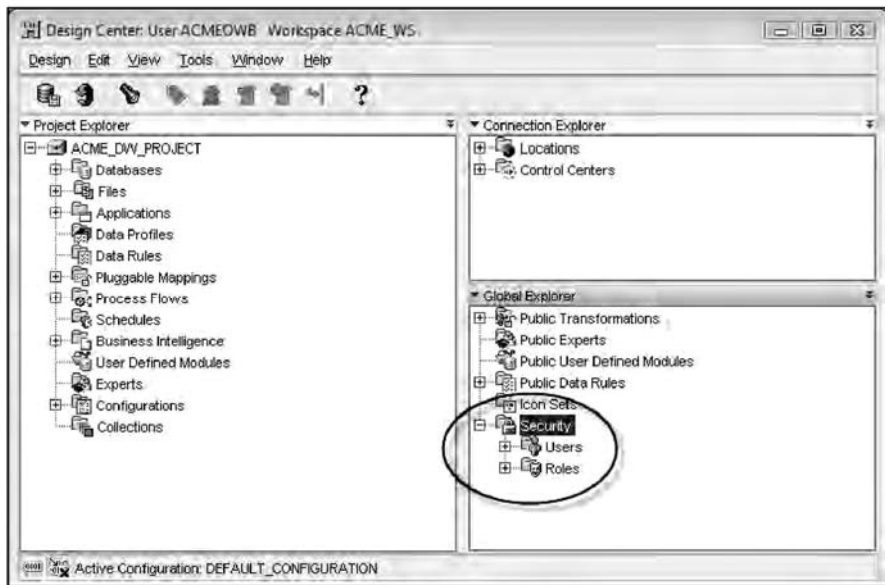 Design Center: User ACMEOWB Workspace ACME_WS
Design Edit View Tools Window Help
Project Explorer
ACME_DW_PROJECT
Databases
Files
Applications
Data Profiles
Data Rules
Pluggable Mappings
Process Flows
Schedules
Business Intelligence
User Defined Modules
Experts
Configurations
Collections
Connection Explorer
Locations
Control Centers
Global Explorer
Public Transformations
Public Experts
Public User Defined Modules
Public Data Rules
Icon Sets
Security
Users
Roles
Active Configuration: DEFAULT_CONFIGURATION